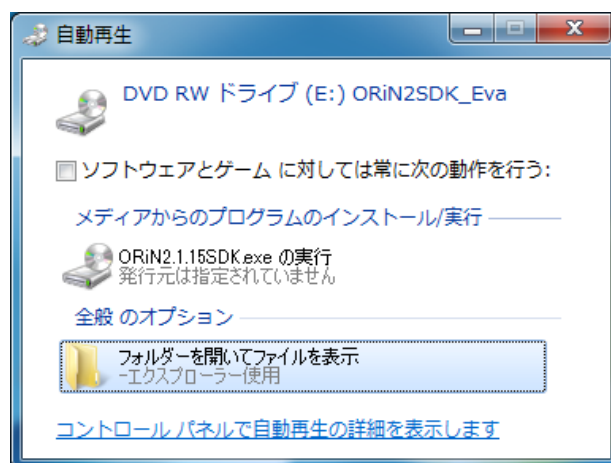 自動再生
DVD RW ドライブ (E:) ORiN2SDK_Eva
ソフトウェアとゲーム に対しては常に次の動作を行う:
メディアからのプログラムのインストール/実行
ORiN2.1.15SDK.exe の実行
発行元は指定されていません
全般 のオプション
フォルダーを開いてファイルを表示
-エクスプローラー使用
コントロール パネルで自動再生の詳細を表示します